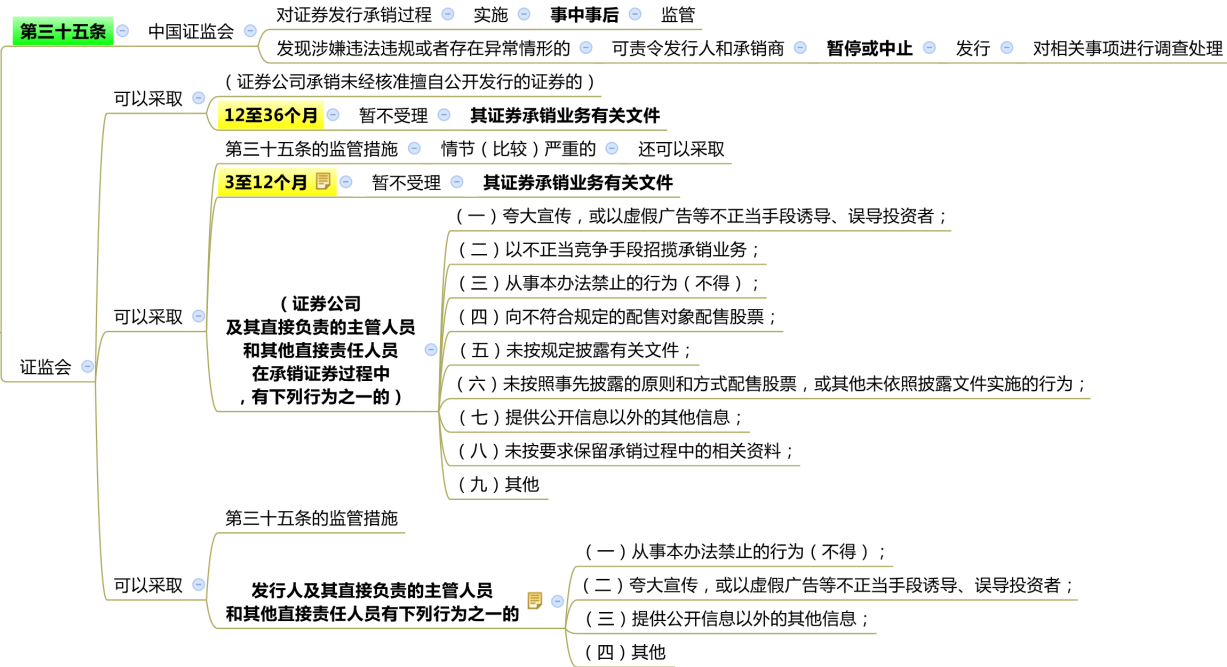 第三十五条 中国证监会
对证券发行承销过程 实施 事中事后 监管
发现涉嫌违法违规或者存在异常情形的 可责令发行人和承销商 暂停或中止 发行 对相关事项进行调查处理
证监会
可以采取
（证券公司承销未经核准擅自公开发行的证券的）
12至36个月 暂不受理 其证券承销业务有关文件
可以采取
第三十五条的监管措施 情节（比较）严重的 还可以采取
3至12个月 暂不受理 其证券承销业务有关文件
（证券公司
及其直接负责的主管人员
和其他直接责任人员
在承销证券过程中
，有下列行为之一的）
（一）夸大宣传，或以虚假广告等不正当手段诱导、误导投资者；
（二）以不正当竞争手段招揽承销业务；
（三）从事本办法禁止的行为（不得）；
（四）向不符合规定的配售对象配售股票；
（五）未按规定披露有关文件；
（六）未按照事先披露的原则和方式配售股票，或其他未依照披露文件实施的行为；
（七）提供公开信息以外的其他信息；
（八）未按要求保留承销过程中的相关资料；
（九）其他
可以采取
第三十五条的监管措施
发行人及其直接负责的主管人员
和其他直接责任人员有下列行为之一的
（一）从事本办法禁止的行为（不得）；
（二）夸大宣传，或以虚假广告等不正当手段诱导、误导投资者；
（三）提供公开信息以外的其他信息；
（四）其他